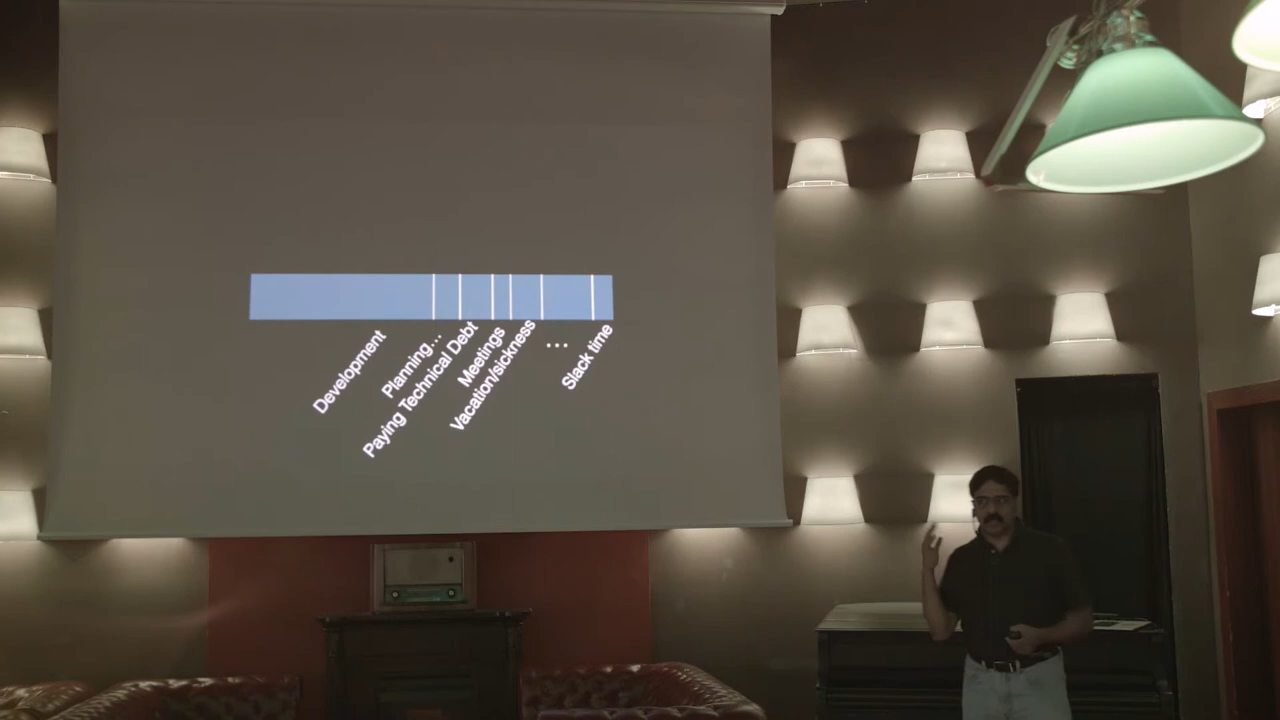 Development
Planning...
Paying Technical Debt
Meetings
Vacation/sickness
...
Slack time